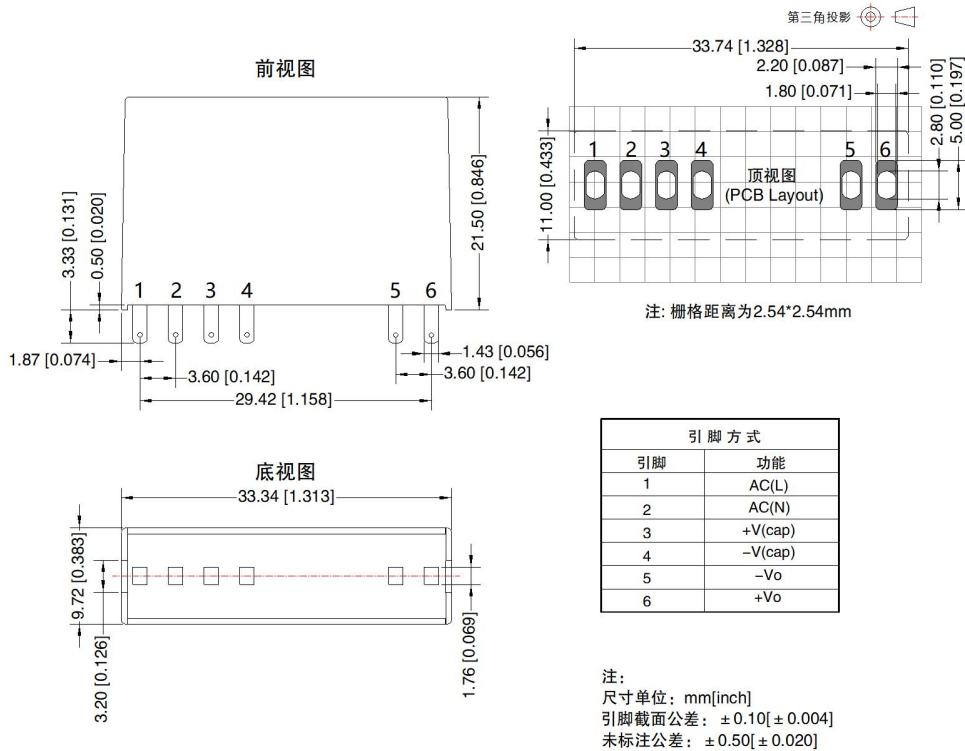 第三角投影
前视图
33.74 [1.328]
2.20 [0.087]
1.80 [0.071]
2.80 [0.110]
5.00 [0.197]
11.00 [0.433]
1 2 3 4 5 6
顶视图
(PCB Layout)
注: 栅格距离为2.54*2.54mm
21.50 [0.846]
3.33 [0.131]
0.50 [0.020]
1 2 3 4 5 6
1.87 [0.074]
1.43 [0.056]
3.60 [0.142]
3.60 [0.142]
29.42 [1.158]
底视图
33.34 [1.313]
9.72 [0.383]
3.20 [0.126]
1.76 [0.069]
引脚方式
引脚 功能
1 AC(L)
2 AC(N)
3 +V(cap)
4 −V(cap)
5 −Vo
6 +Vo
注:
尺寸单位: mm[inch]
引脚截面公差: ±0.10[±0.004]
未标注公差: ±0.50[±0.020]